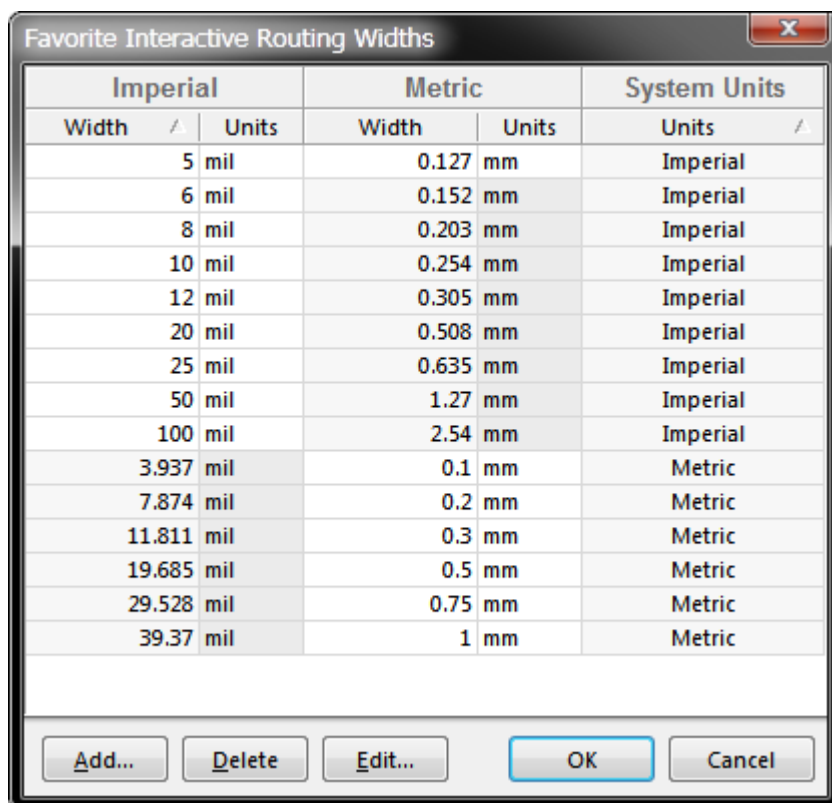 Favorite Interactive Routing Widths
Imperial Metric System Units
Width Units Width Units Units
5 mil 0.127 mm Imperial
6 mil 0.152 mm Imperial
8 mil 0.203 mm Imperial
10 mil 0.254 mm Imperial
12 mil 0.305 mm Imperial
20 mil 0.508 mm Imperial
25 mil 0.635 mm Imperial
50 mil 1.27 mm Imperial
100 mil 2.54 mm Imperial
3.937 mil 0.1 mm Metric
7.874 mil 0.2 mm Metric
11.811 mil 0.3 mm Metric
19.685 mil 0.5 mm Metric
29.528 mil 0.75 mm Metric
39.37 mil 1 mm Metric
Add... Delete Edit... OK Cancel